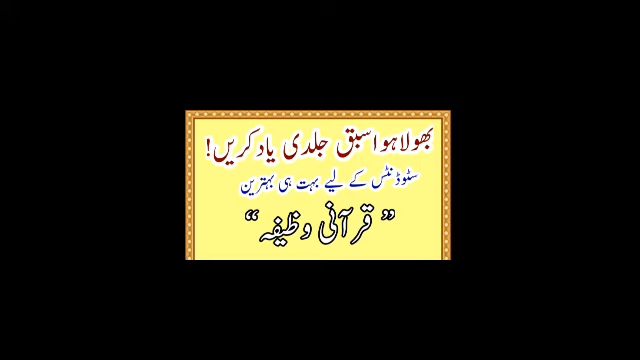 بھولا ہوا سبق جلدی یاد کریں!
سٹوڈنٹس کے لیے بہت ہی بہترین
”قرآنی وظیفہ“